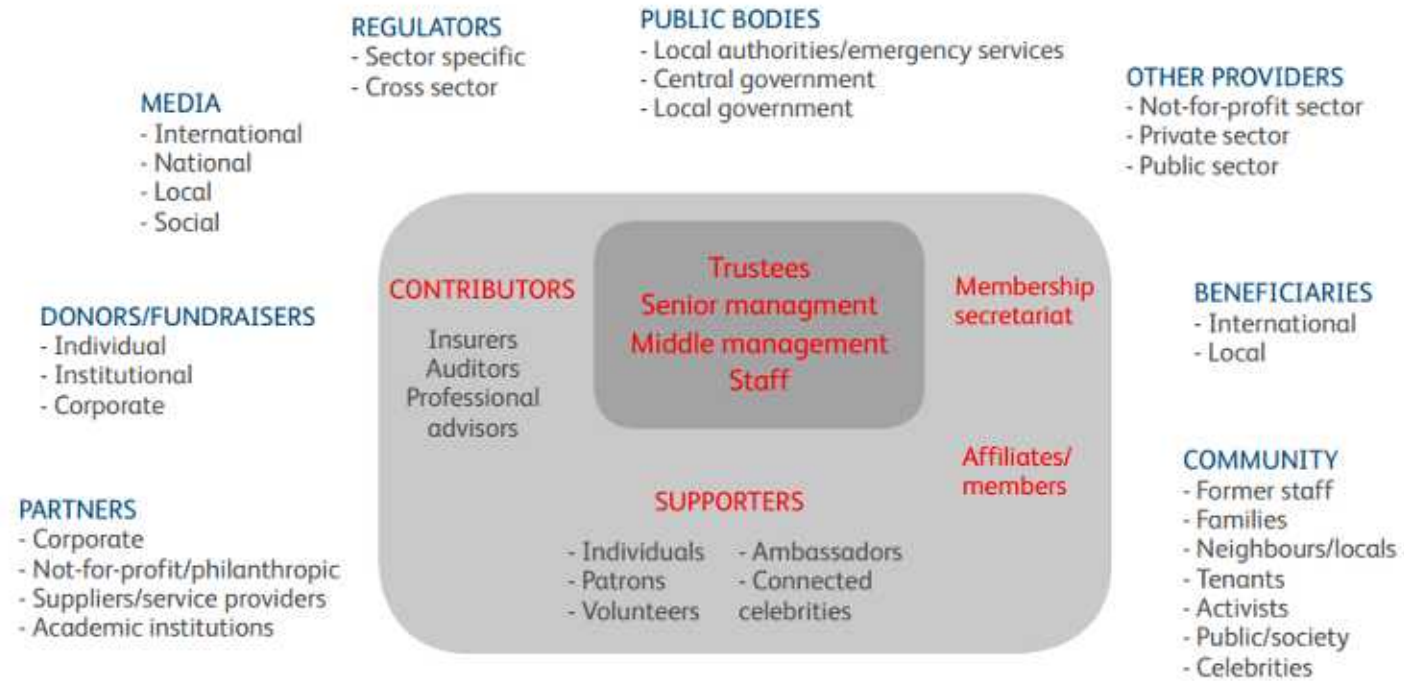 REGULATORS
- Sector specific
- Cross sector
PUBLIC BODIES
- Local authorities/emergency services
- Central government
- Local government
OTHER PROVIDERS
- Not-for-profit sector
- Private sector
- Public sector
MEDIA
- International
- National
- Local
- Social
DONORS/FUNDRAISERS
- Individual
- Institutional
- Corporate
PARTNERS
- Corporate
- Not-for-profit/philanthropic
- Suppliers/service providers
- Academic institutions
CONTRIBUTORS
Insurers
Auditors
Professional
advisors
Trustees
Senior managment
Middle management
Staff
Membership
secretariat
Affiliates/
members
SUPPORTERS
- Individuals
- Patrons
- Volunteers
- Ambassadors
- Connected
celebrities
BENEFICIARIES
- International
- Local
COMMUNITY
- Former staff
- Families
- Neighbours/locals
- Tenants
- Activists
- Public/society
- Celebrities